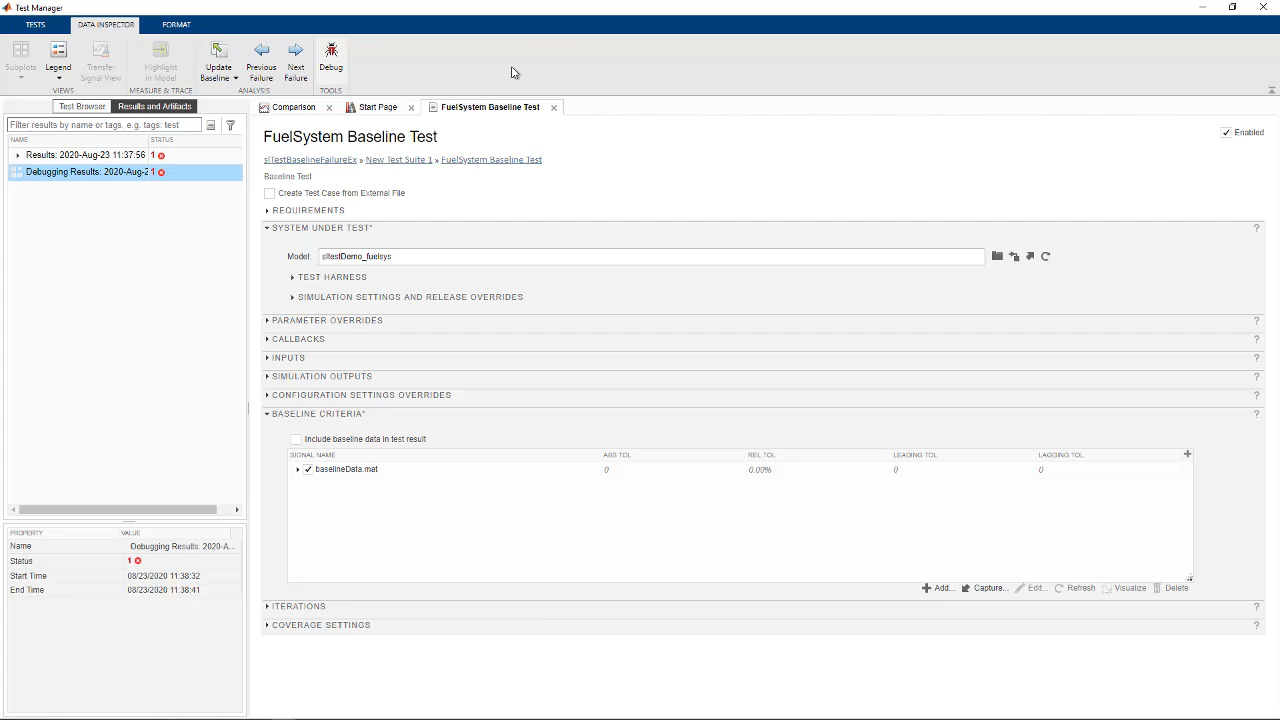 Test Manager
TESTS DATA INSPECTOR FORMAT
Subplots Legend Transfer Signal View Highlight in Model Update Baseline Previous Failure Next Failure Debug
VIEWS MEASURE & TRACE ANALYSIS TOOLS
Test Browser Results and Artifacts
Comparison Start Page FuelSystem Baseline Test
Filter results by name or tags, e.g. tags: test
NAME STATUS
Results: 2020-Aug-23 11:37:56 1
Debugging Results: 2020-Aug-2 1
FuelSystem Baseline Test
Enabled
slTestBaselineFailureEx » New Test Suite 1 » FuelSystem Baseline Test
Baseline Test
Create Test Case from External File
REQUIREMENTS
SYSTEM UNDER TEST* ?
Model: sltestDemo_fuelsys
TEST HARNESS
SIMULATION SETTINGS AND RELEASE OVERRIDES
PARAMETER OVERRIDES ?
CALLBACKS ?
INPUTS ?
SIMULATION OUTPUTS ?
CONFIGURATION SETTINGS OVERRIDES ?
BASELINE CRITERIA* ?
Include baseline data in test result
SIGNAL NAME ABS TOL REL TOL LEADING TOL LAGGING TOL
baselineData.mat 0 0.00% 0 0
Add... Capture... Edit... Refresh Visualize Delete
ITERATIONS ?
COVERAGE SETTINGS ?
PROPERTY VALUE
Name Debugging Results: 2020-A...
Status 1
Start Time 08/23/2020 11:38:32
End Time 08/23/2020 11:38:41